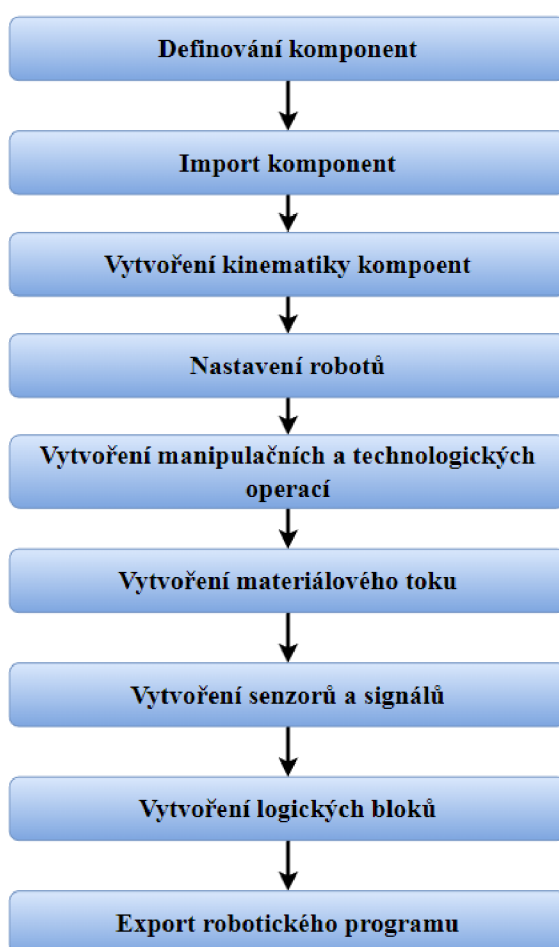 Definování komponent
Import komponent
Vytvoření kinematiky kompoent
Nastavení robotů
Vytvoření manipulačních a technologických
operací
Vytvoření materiálového toku
Vytvoření senzorů a signálů
Vytvoření logických bloků
Export robotického programu